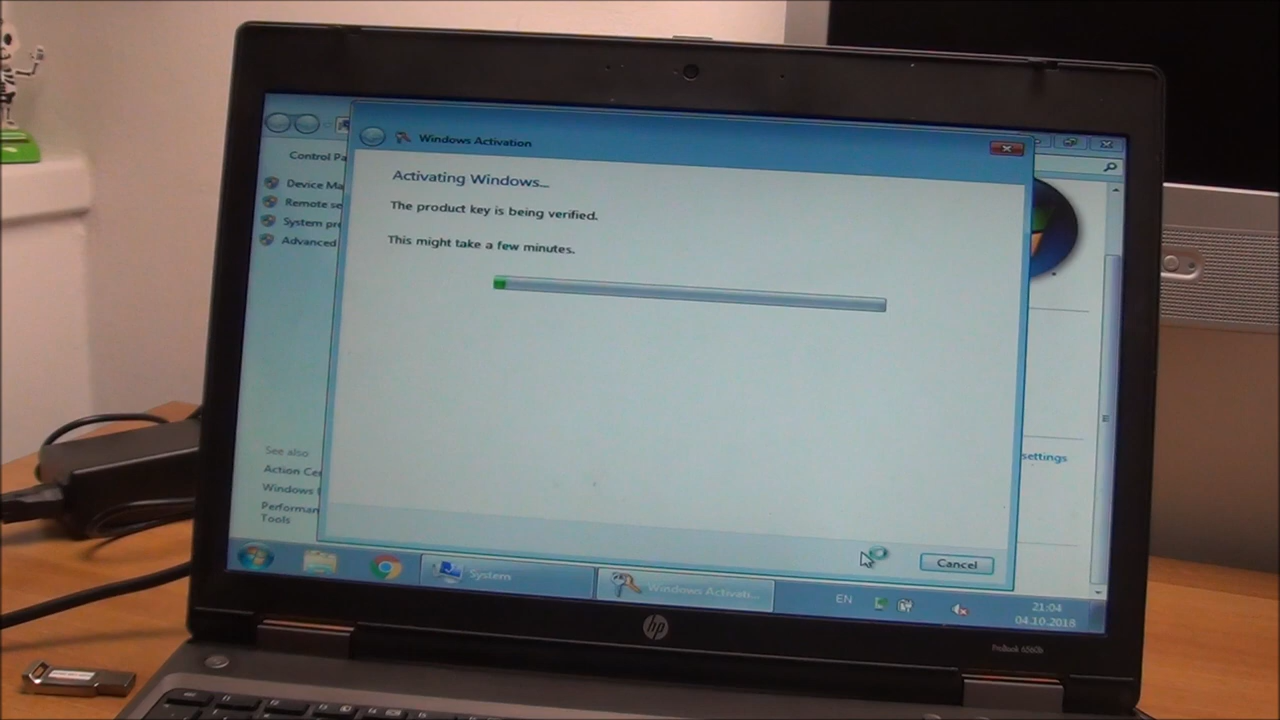 Windows Activation
Activating Windows...
The product key is being verified.
This might take a few minutes.
Control Pa
Device Ma
Remote se
System pr
Advanced
See also
Action Ce
Windows
Performan
Tools
settings
Cancel
System
Windows Activati...
EN
21:04
04.10.2018
hp
ProBook 6560b